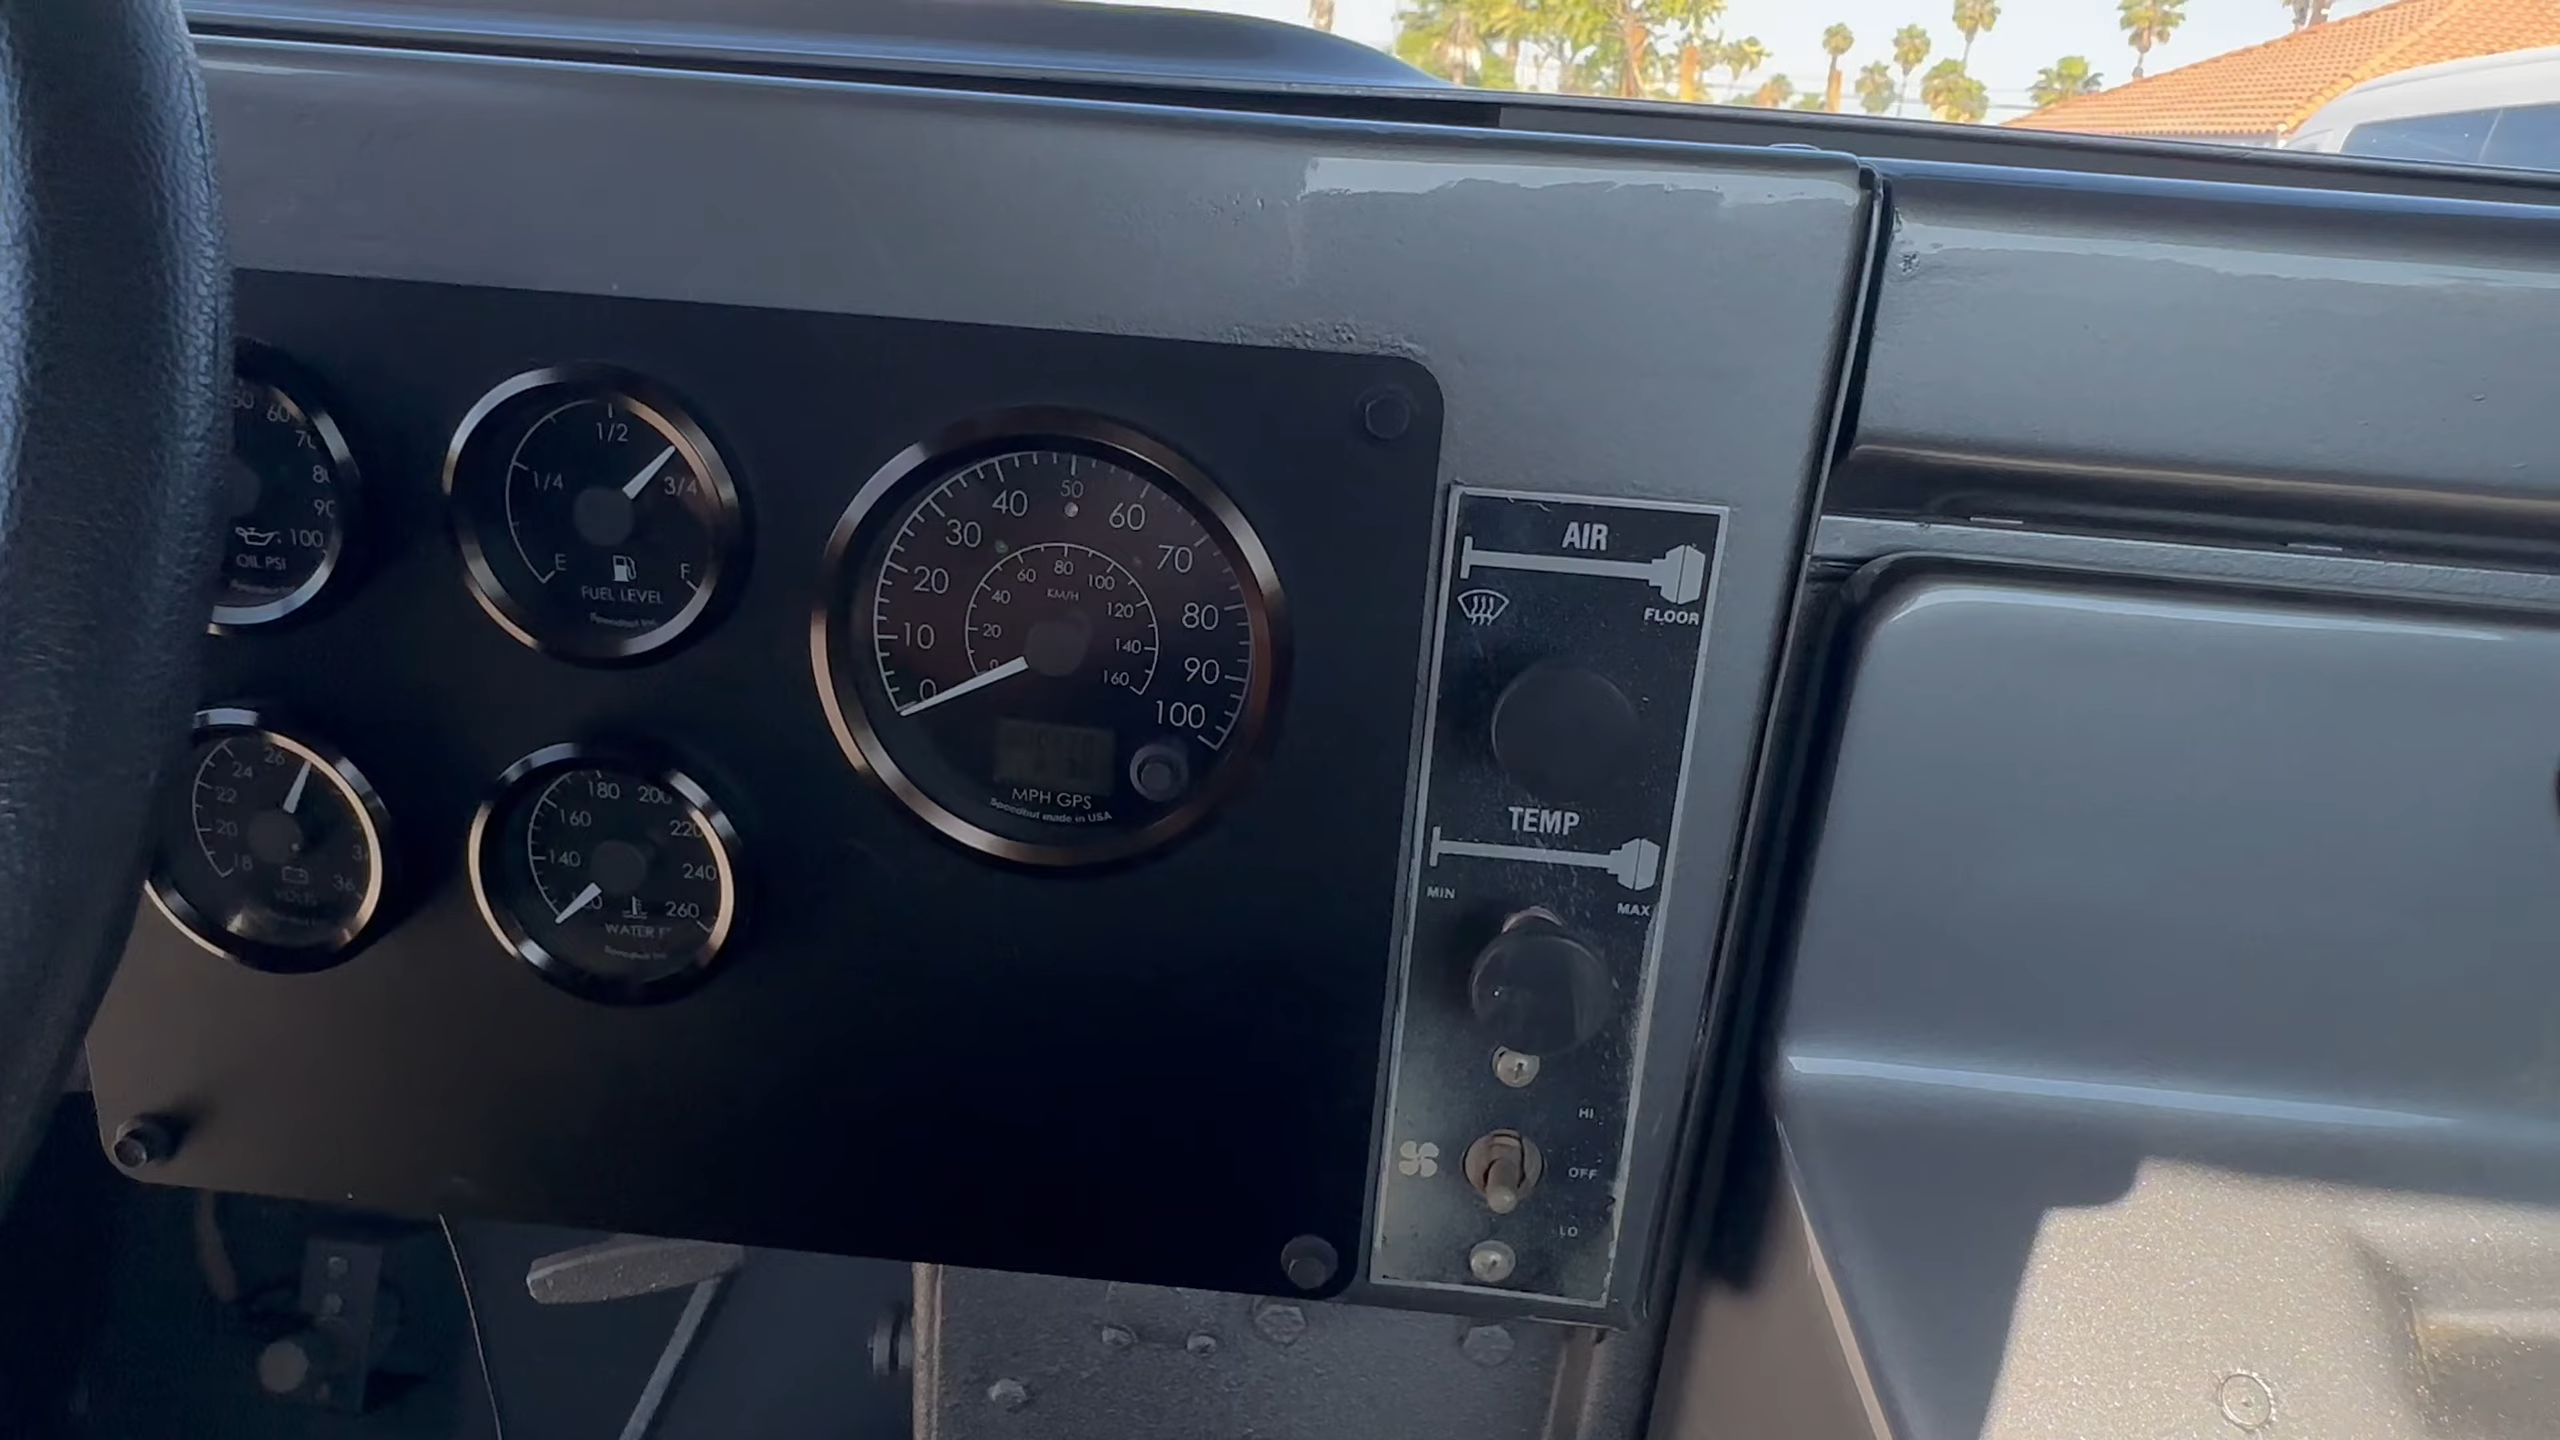 60
80
90
100
OIL PSI
1/4
1/2
3/4
E
F
FUEL LEVEL
Speedhut Inc.
0
10
20
30
40
50
60
70
80
90
100
0
20
40
60
80
100
120
140
160
KM/H
MPH GPS
Speedhut made in USA
18
20
22
24
26
36
VOLTS
140
160
180
200
220
240
260
WATER F°
AIR
FLOOR
TEMP
MIN
MAX
HI
OFF
LO